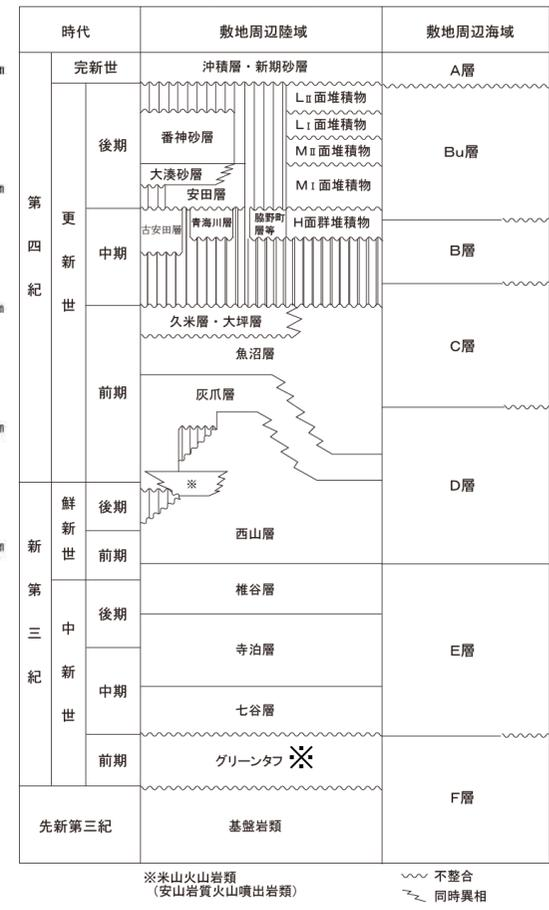 時代
敷地周辺陸域
敷地周辺海域
第四紀
完新世
沖積層・新期砂層
A層
更新世
後期
番神砂層
大湊砂層
安田層
LⅡ面堆積物
LⅠ面堆積物
MⅡ面堆積物
MⅠ面堆積物
Bu層
中期
古安田層
青海川層
脇野町
層等
H面群堆積物
B層
前期
久米層・大坪層
魚沼層
灰爪層
※
C層
D層
新第三紀
鮮新世
後期
前期
西山層
中新世
後期
椎谷層
寺泊層
E層
中期
七谷層
前期
グリーンタフ ※
F層
先新第三紀
基盤岩類
※米山火山岩類
(安山岩質火山噴出岩類)
不整合
同時異相